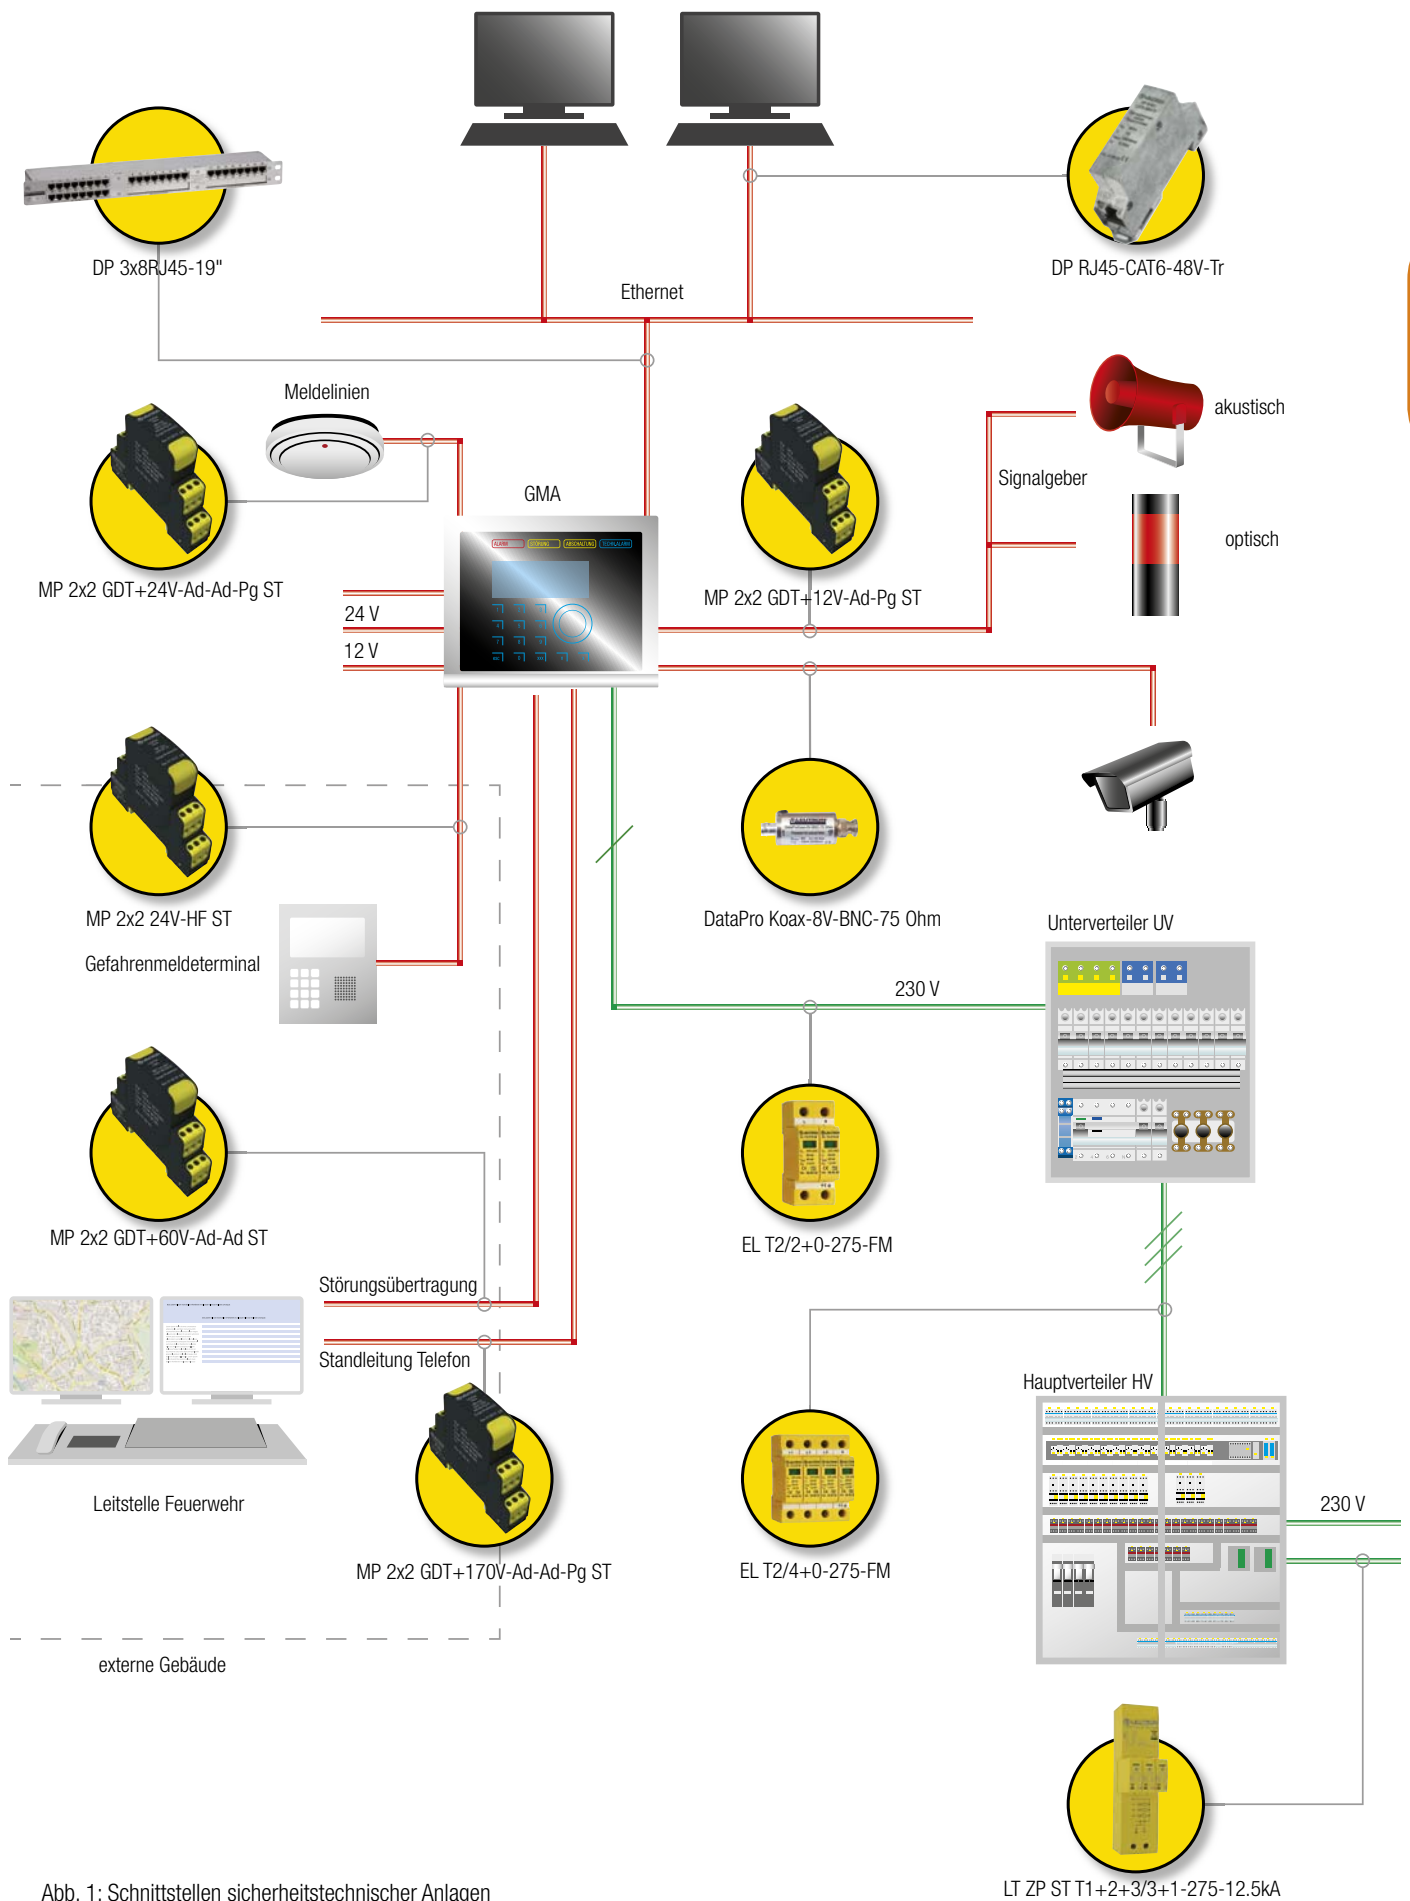 DP 3x8RJ45-19"
DP RJ45-CAT6-48V-Tr
Ethernet
Meldelinien
akustisch
Signalgeber
GMA
optisch
ALARM
STÖRUNG
ABSCHALTUNG
TECHN.ALARM
MP 2x2 GDT+24V-Ad-Ad-Pg ST
MP 2x2 GDT+12V-Ad-Pg ST
24 V
12 V
MP 2x2 24V-HF ST
DataPro Koax-8V-BNC-75 Ohm
Unterverteiler UV
Gefahrenmeldeterminal
230 V
MP 2x2 GDT+60V-Ad-Ad ST
EL T2/2+0-275-FM
Störungsübertragung
Standleitung Telefon
Hauptverteiler HV
Leitstelle Feuerwehr
230 V
MP 2x2 GDT+170V-Ad-Ad-Pg ST
EL T2/4+0-275-FM
externe Gebäude
LT ZP ST T1+2+3/3+1-275-12.5kA
Abb. 1: Schnittstellen sicherheitstechnischer Anlagen